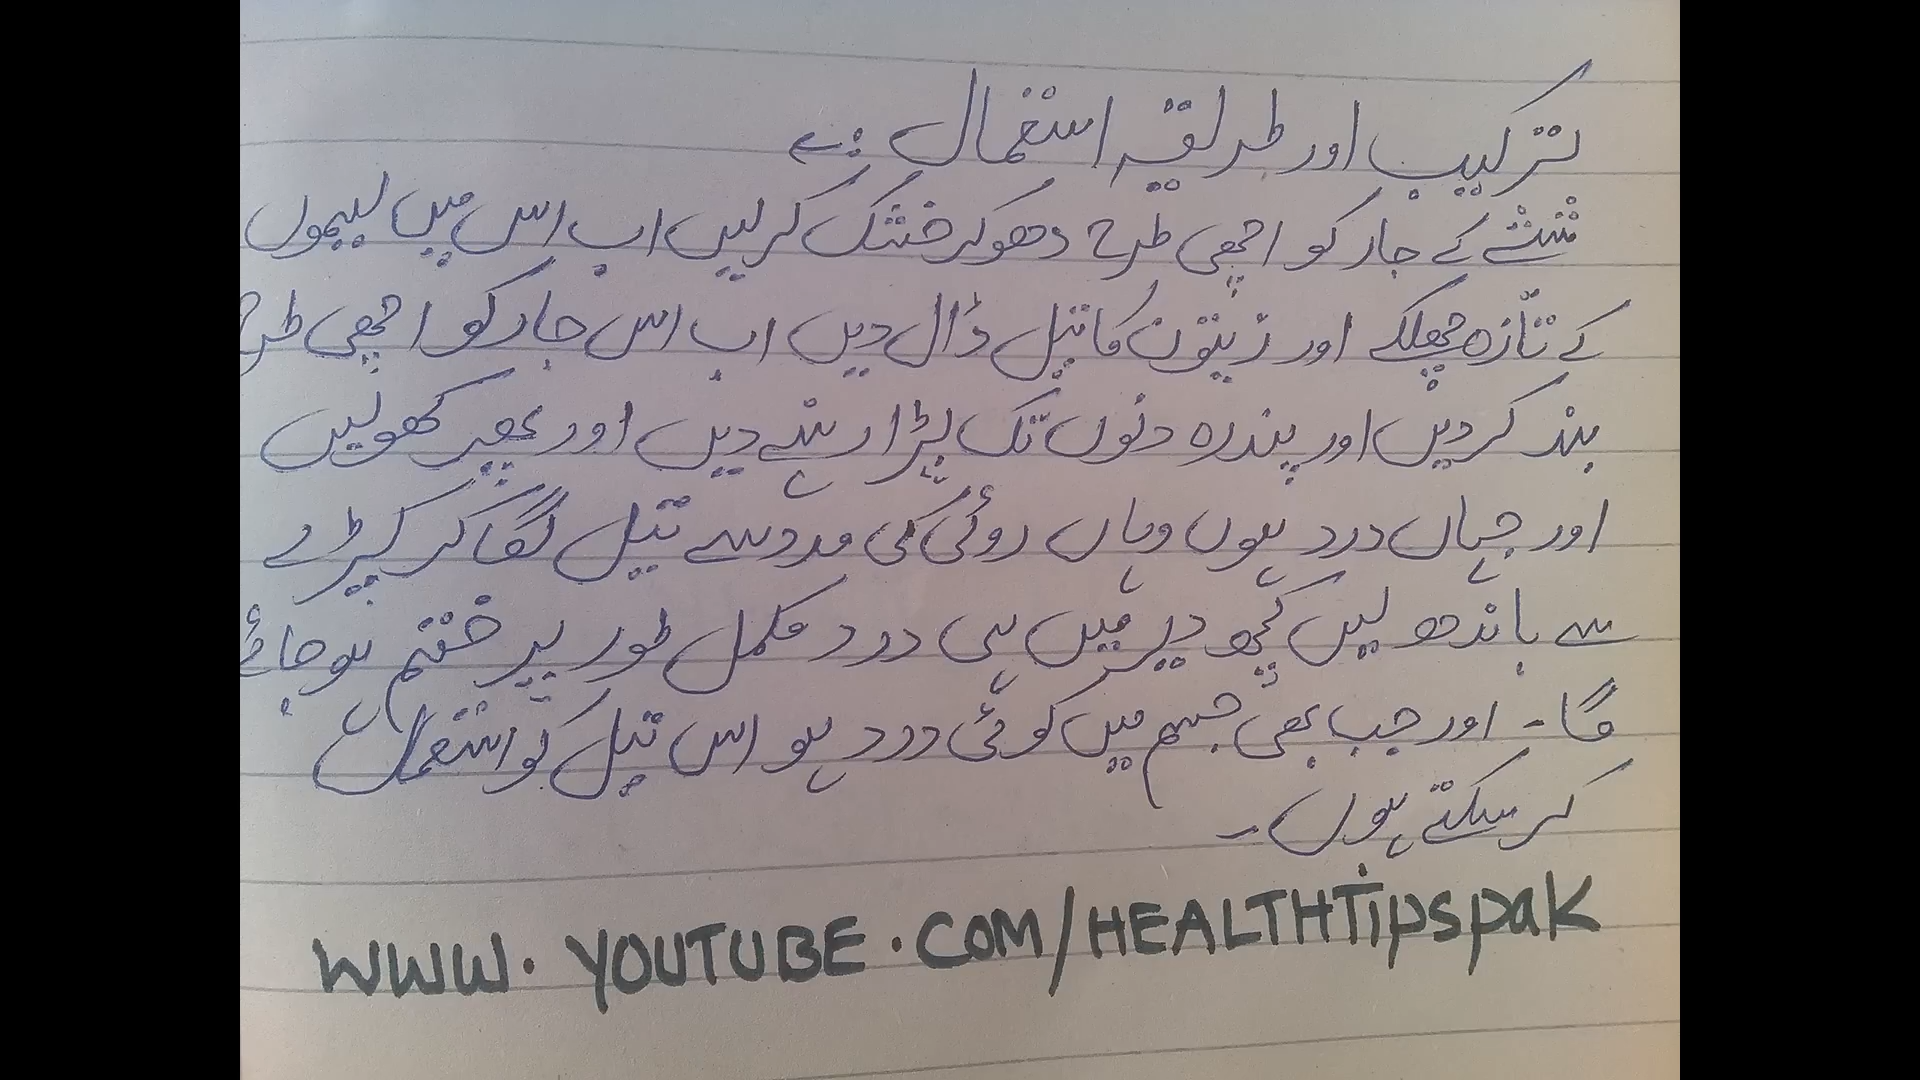 ترکیب اور طریقہ استعمال :۔
ششے کے جار کو اچھی طرح دھو کر خشک کرلیں اب اس میں لیموں
کے تازہ چھلکے اور زیتون کا تیل ڈال دیں اب اس جار کو اچھی طرح
بند کر دیں اور پندرہ دنوں تک پڑا رہنے دیں اور پھر کھولیں
اور جہاں درد ہوں وہاں روئی کی مدد سے تیل لگا کر کپڑے
سے باندھ لیں کچھ دیر میں ہی درد مکمل طور پر ختم ہو جائے
گا۔ اور جب بھی جسم میں کوئی درد ہو اس تیل کو استعمال
کر سکتے ہوں۔
WWW.YOUTUBE.COM/HEALTHTipspak